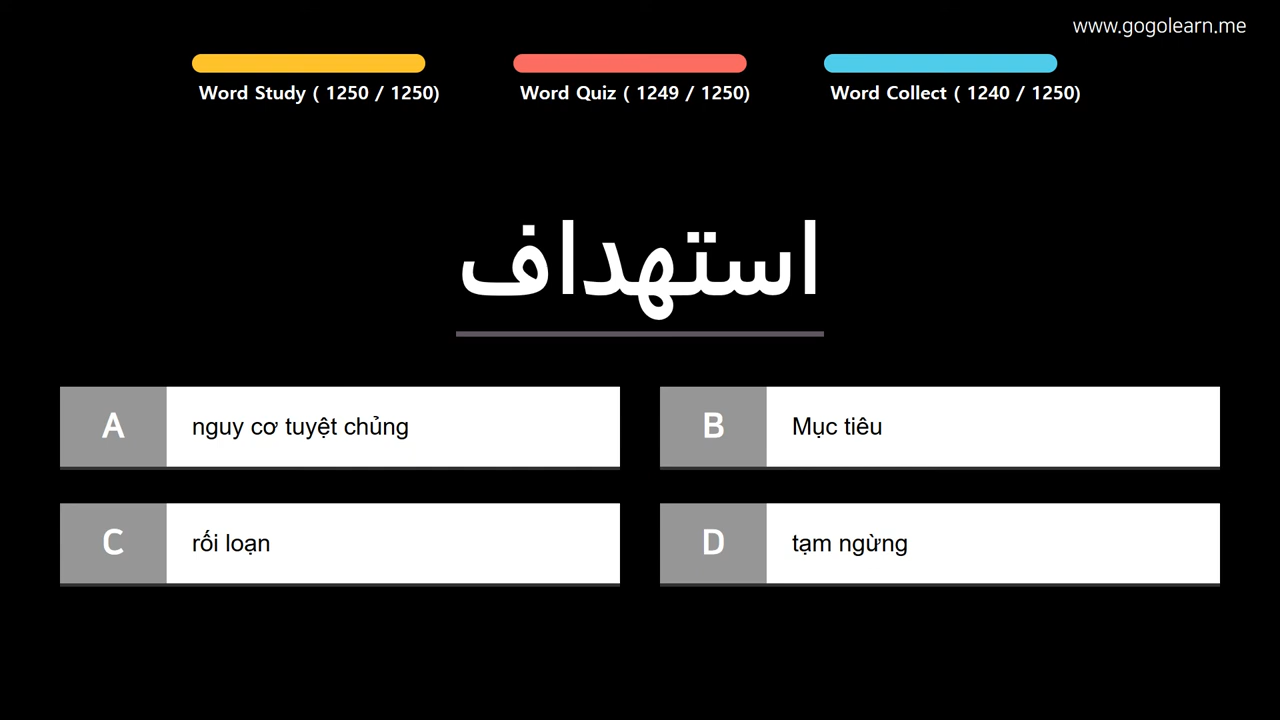 www.gogolearn.me
Word Study ( 1250 / 1250)
Word Quiz ( 1249 / 1250)
Word Collect ( 1240 / 1250)
استهداف
A nguy cơ tuyệt chủng
B Mục tiêu
C rối loạn
D tạm ngừng